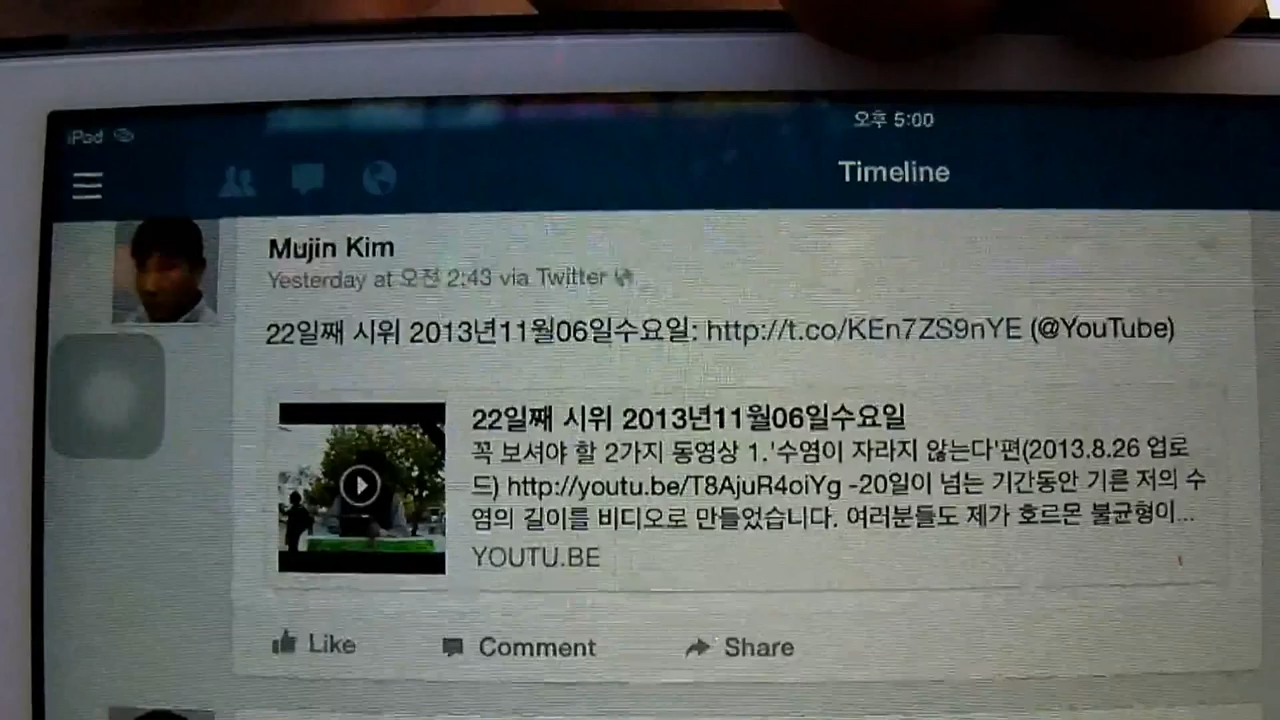 iPad
오후 5:00
Timeline
Mujin Kim
Yesterday at 오전 2:43 via Twitter
22일째 시위 2013년11월06일수요일: http://t.co/KEn7ZS9nYE (@YouTube)
22일째 시위 2013년11월06일수요일
꼭 보셔야 할 2가지 동영상 1.'수염이 자라지 않는다'편(2013.8.26 업로
드) http://youtu.be/T8AjuR4oiYg -20일이 넘는 기간동안 기른 저의 수
염의 길이를 비디오로 만들었습니다. 여러분들도 제가 호르몬 불균형이...
YOUTU.BE
Like Comment Share